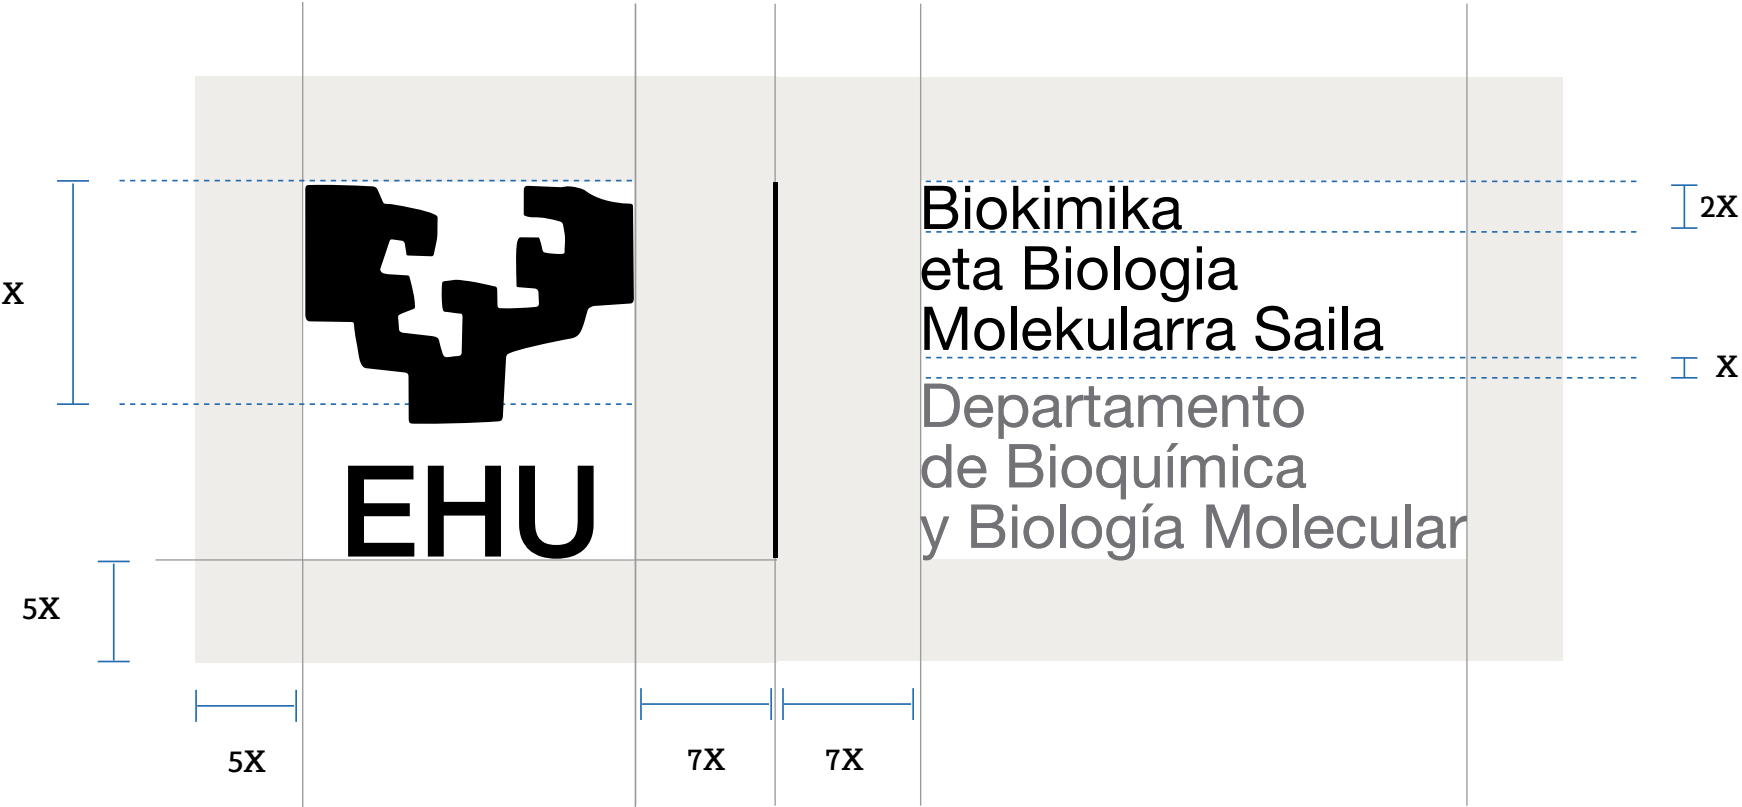 Biokimika
2X
eta Biologia
X
Molekularra Saila
X
Departamento
de Bioquímica
EHU
y Biología Molecular
5X
5X
7X
7X